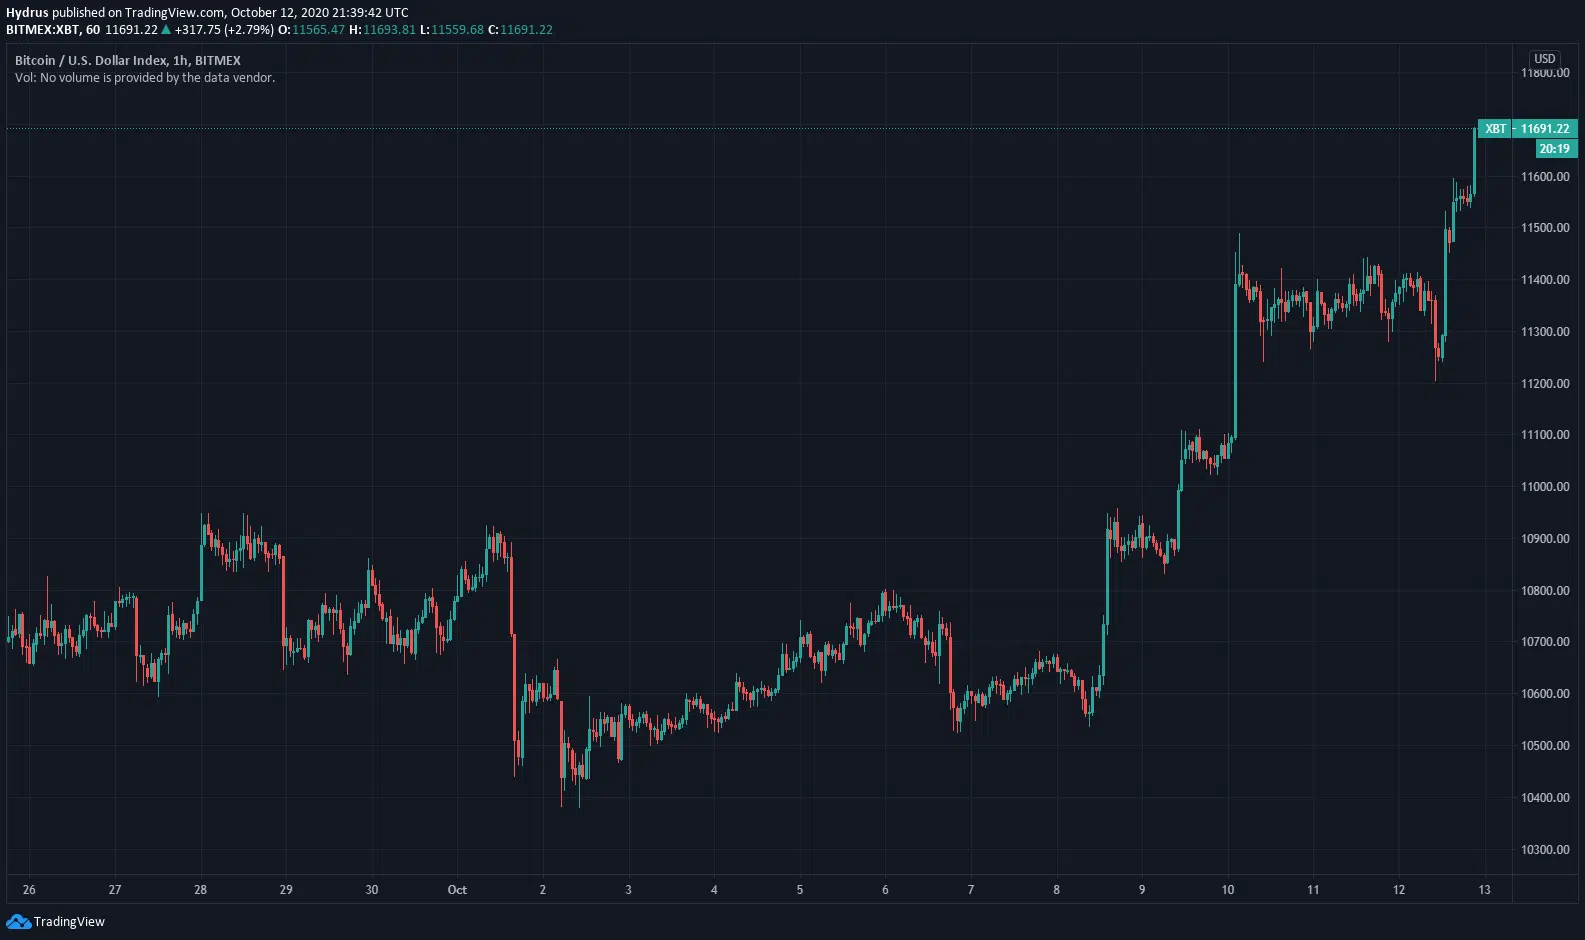 Hydrus published on TradingView.com, October 12, 2020 21:39:42 UTC
BITMEX:XBT, 60 11691.22 ▲ +317.75 (+2.79%) O:11565.47 H:11693.81 L:11559.68 C:11691.22
Bitcoin / U.S. Dollar Index, 1h, BITMEX
Vol: No volume is provided by the data vendor.
USD
11800.00
XBT 11691.22
20:19
11600.00
11500.00
11400.00
11300.00
11200.00
11100.00
11000.00
10900.00
10800.00
10700.00
10600.00
10500.00
10400.00
10300.00
26 27 28 29 30 Oct 2 3 4 5 6 7 8 9 10 11 12 13
TradingView